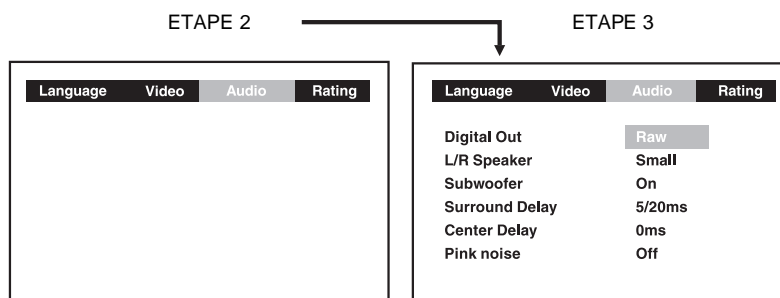 ETAPE 2
ETAPE 3
Language Video Audio Rating
Language Video Audio Rating
Digital Out Raw
L/R Speaker Small
Subwoofer On
Surround Delay 5/20ms
Center Delay 0ms
Pink noise Off